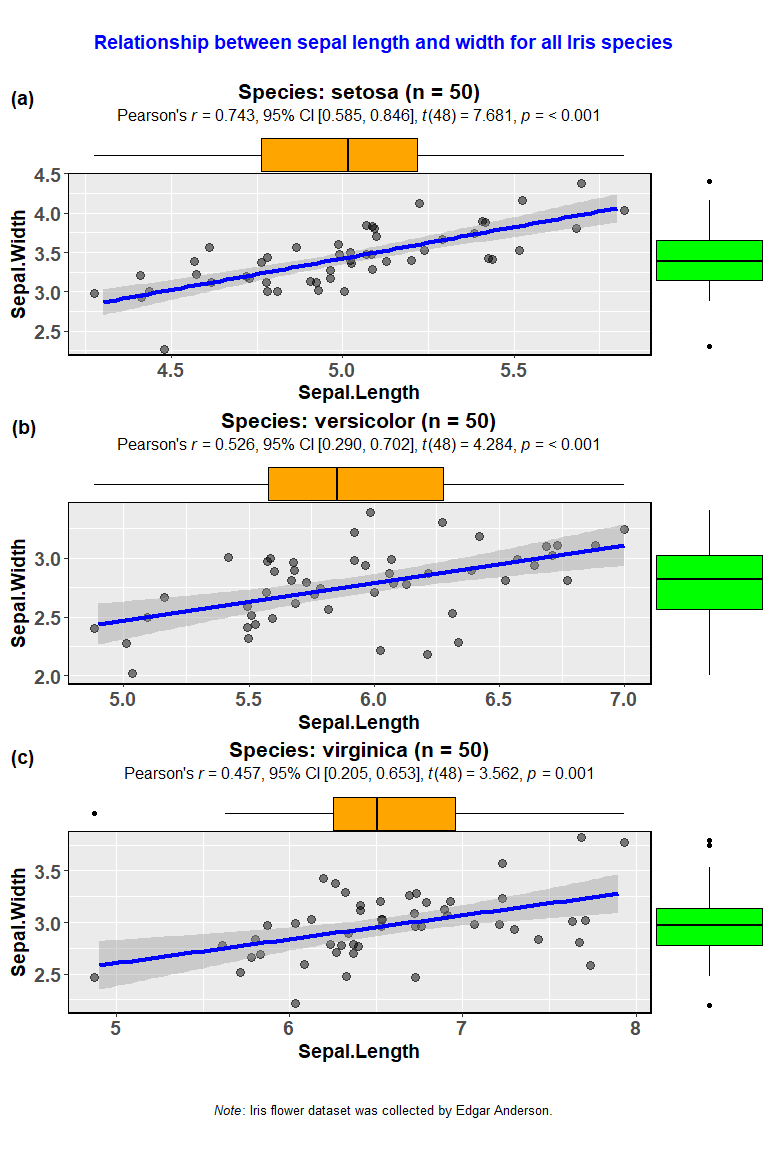 Relationship between sepal length and width for all Iris species
(a)
Species: setosa (n = 50)
Pearson's r = 0.743, 95% CI [0.585, 0.846], t(48) = 7.681, p = < 0.001
4.5
4.0
3.5
3.0
2.5
Sepal.Width
4.5 5.0 5.5
Sepal.Length
(b)
Species: versicolor (n = 50)
Pearson's r = 0.526, 95% CI [0.290, 0.702], t(48) = 4.284, p = < 0.001
3.0
2.5
2.0
Sepal.Width
5.0 5.5 6.0 6.5 7.0
Sepal.Length
(c)
Species: virginica (n = 50)
Pearson's r = 0.457, 95% CI [0.205, 0.653], t(48) = 3.562, p = 0.001
3.5
3.0
2.5
Sepal.Width
5 6 7 8
Sepal.Length
Note: Iris flower dataset was collected by Edgar Anderson.